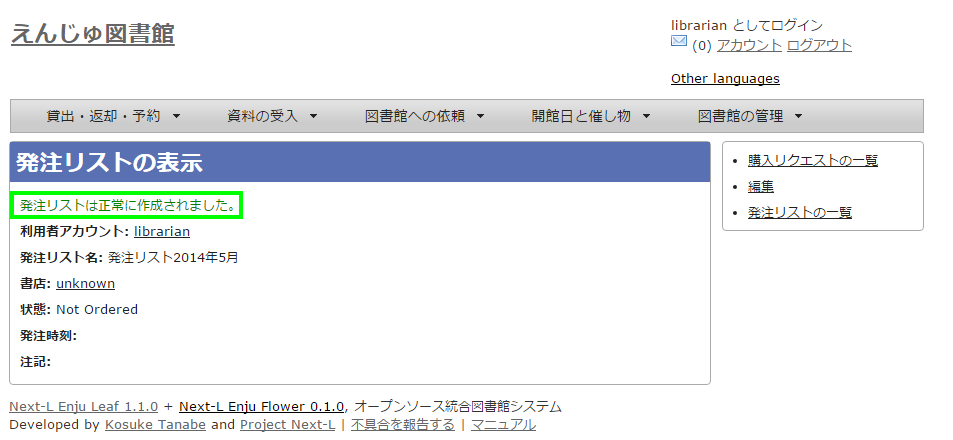 えんじゅ図書館
librarian としてログイン
(0) アカウント ログアウト
Other languages
貸出・返却・予約 資料の受入 図書館への依頼 開館日と催し物 図書館の管理
発注リストの表示
発注リストは正常に作成されました。
利用者アカウント: librarian
発注リスト名: 発注リスト2014年5月
書店: unknown
状態: Not Ordered
発注時刻:
注記:
購入リクエストの一覧
編集
発注リストの一覧
Next-L Enju Leaf 1.1.0 + Next-L Enju Flower 0.1.0, オープンソース統合図書館システム
Developed by Kosuke Tanabe and Project Next-L | 不具合を報告する | マニュアル